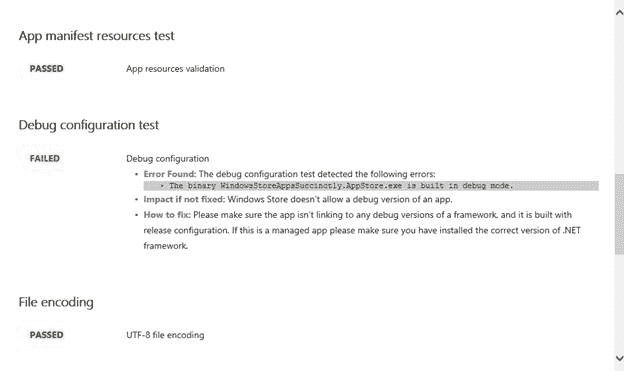 App manifest resources test
PASSED App resources validation
Debug configuration test
FAILED Debug configuration
• Error Found: The debug configuration test detected the following errors:
• The binary WindowsStoreAppsSuccinctly.AppStore.exe is built in debug mode.
• Impact if not fixed: Windows Store doesn't allow a debug version of an app.
• How to fix: Please make sure the app isn't linking to any debug versions of a framework, and it is built with
release configuration. If this is a managed app please make sure you have installed the correct version of .NET
framework.
File encoding
PASSED UTF-8 file encoding